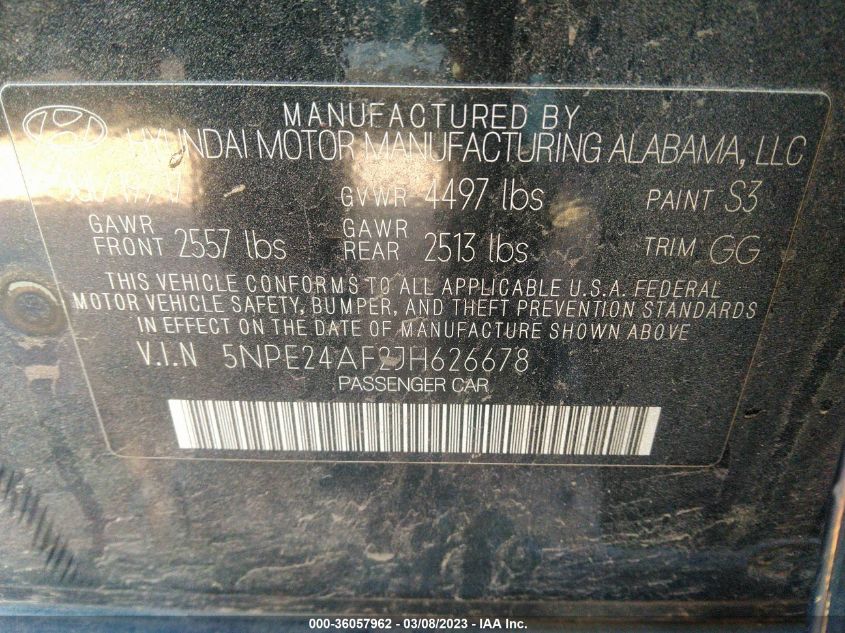 MANUFACTURED BY
HYUNDAI MOTOR MANUFACTURING ALABAMA, LLC
GVWR 4497 lbs PAINT S3
GAWR FRONT 2557 lbs GAWR REAR 2513 lbs TRIM GG
THIS VEHICLE CONFORMS TO ALL APPLICABLE U.S.A. FEDERAL
MOTOR VEHICLE SAFETY, BUMPER, AND THEFT PREVENTION STANDARDS
IN EFFECT ON THE DATE OF MANUFACTURE SHOWN ABOVE
V.I.N 5NPE24AF2JH626678
PASSENGER CAR
000-36057962 - 03/08/2023 - IAA Inc.